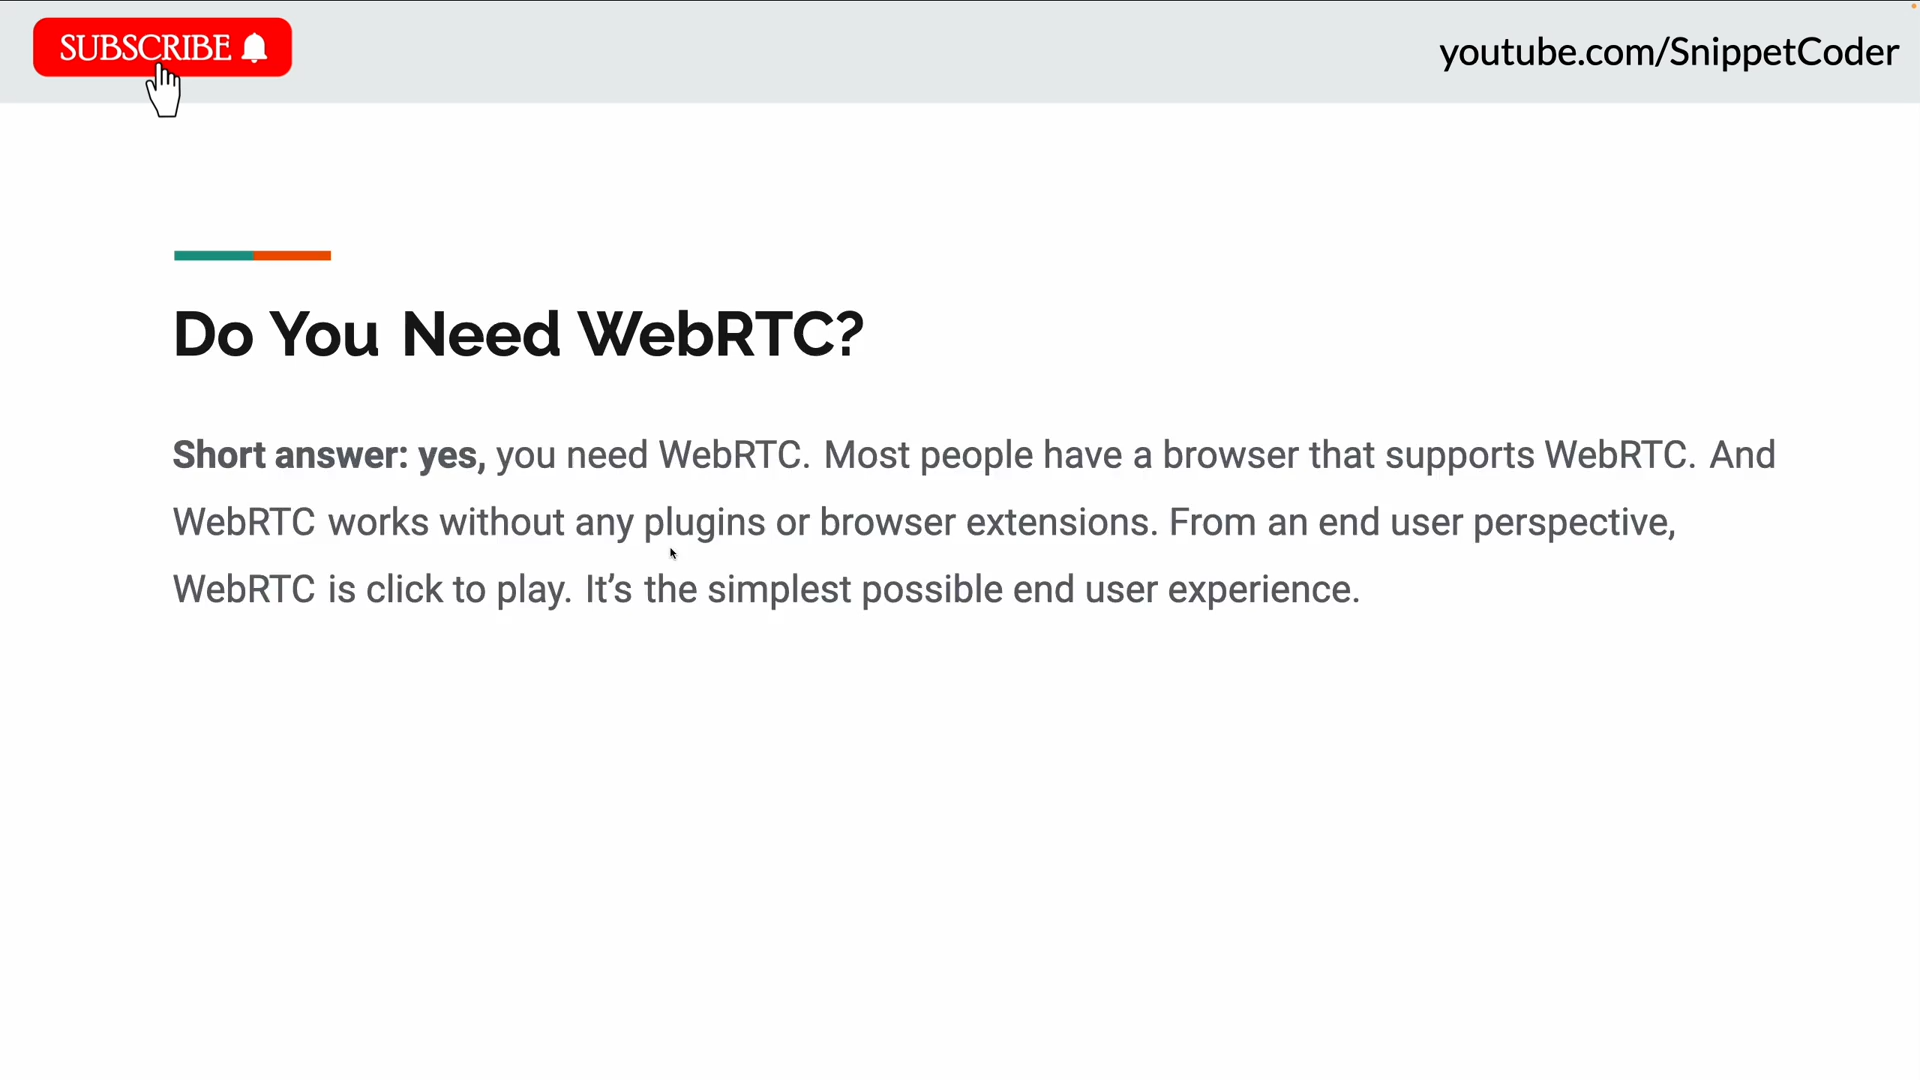 SUBSCRIBE
youtube.com/SnippetCoder
Do You Need WebRTC?
Short answer: yes, you need WebRTC. Most people have a browser that supports WebRTC. And
WebRTC works without any plugins or browser extensions. From an end user perspective,
WebRTC is click to play. It’s the simplest possible end user experience.